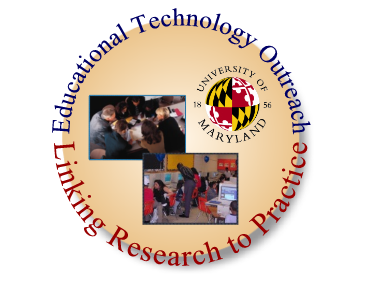 Educational Technology Outreach
UNIVERSITY OF
18 56
MARYLAND
Linking Research to Practice